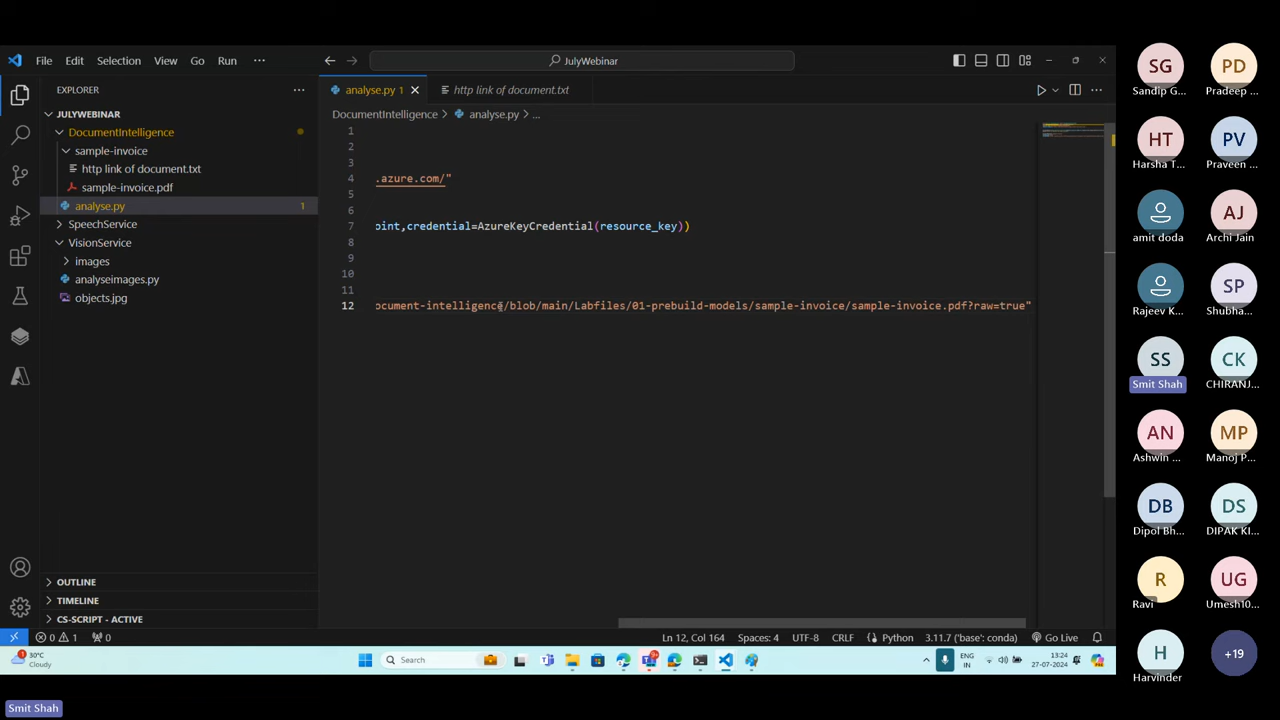 File Edit Selection View Go Run ···
JulyWebinar
EXPLORER
JULYWEBINAR
DocumentIntelligence
sample-invoice
http link of document.txt
sample-invoice.pdf
analyse.py 1
SpeechService
VisionService
images
analyseimages.py
objects.jpg
OUTLINE
TIMELINE
CS-SCRIPT - ACTIVE
analyse.py 1
http link of document.txt
DocumentIntelligence > analyse.py > ...
1
2
3
4 .azure.com/"
5
6
7 oint,credential=AzureKeyCredential(resource_key))
8
9
10
11
12 ocument-intelligence/blob/main/Labfiles/01-prebuild-models/sample-invoice/sample-invoice.pdf?raw=true"
0 1 0
Ln 12, Col 164 Spaces: 4 UTF-8 CRLF Python 3.11.7 ('base': conda) Go Live
30°C
Cloudy
Search
ENG
IN
13:24
27-07-2024
SG
Sandip G...
PD
Pradeep ...
HT
Harsha T...
PV
Praveen ...
amit doda
AJ
Archi Jain
Rajeev K...
SP
Shubha...
SS
Smit Shah
CK
CHIRANJ...
AN
Ashwin ...
MP
Manoj P...
DB
Dipol Bh...
DS
DIPAK KI...
R
Ravi
UG
Umesh10...
H
Harvinder
+19
Smit Shah